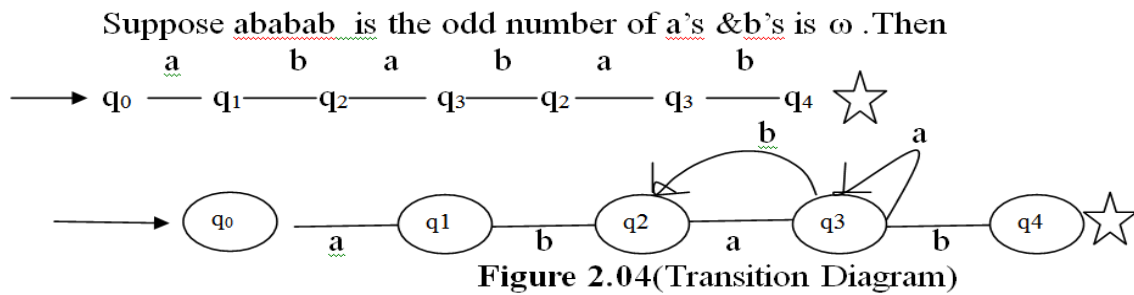 Suppose ababab is the odd number of a's &b's is ω .Then
a b a b a b
q0 q1 q2 q3 q2 q3 q4
b a
q0 q1 q2 q3 q4
a b a b
Figure 2.04(Transition Diagram)